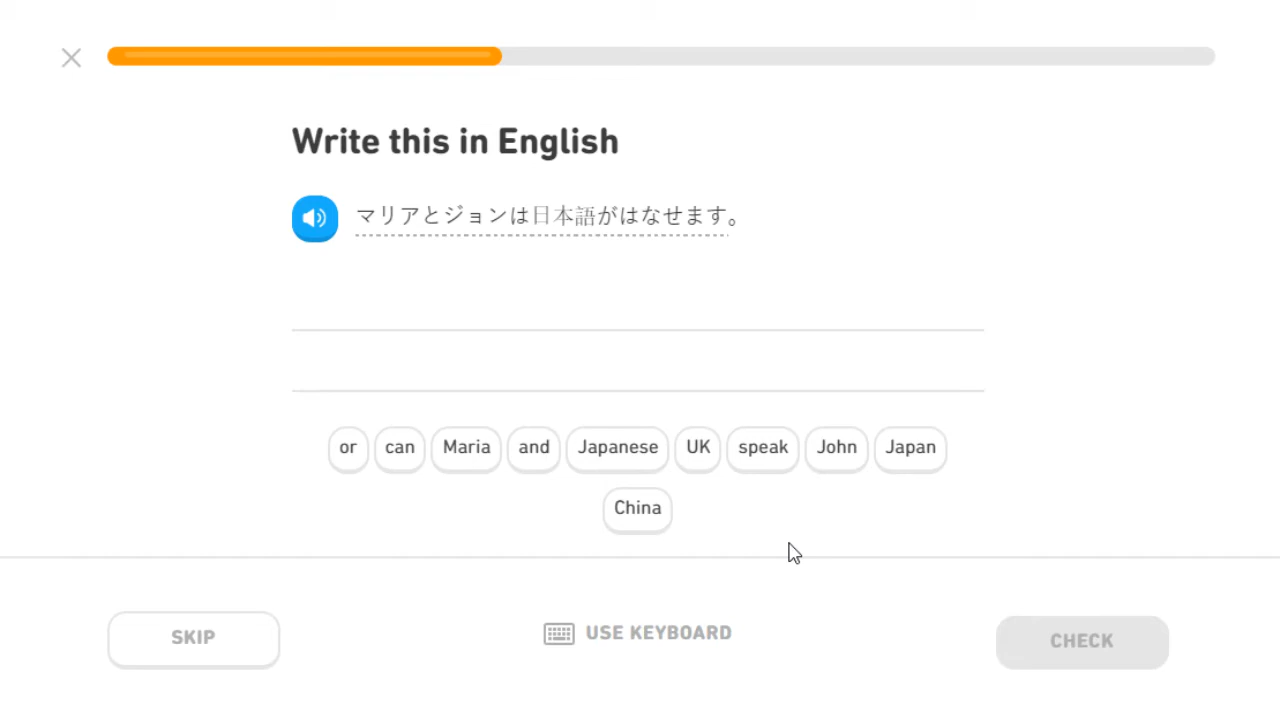 Write this in English
マリアとジョンは日本語がはなせます。
or can Maria and Japanese UK speak John Japan
China
SKIP
USE KEYBOARD
CHECK